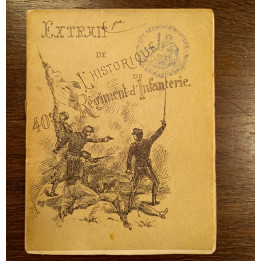 EXTRAIT
DE
L'HISTORIQUE
DU
40e Régiment d'Infanterie.